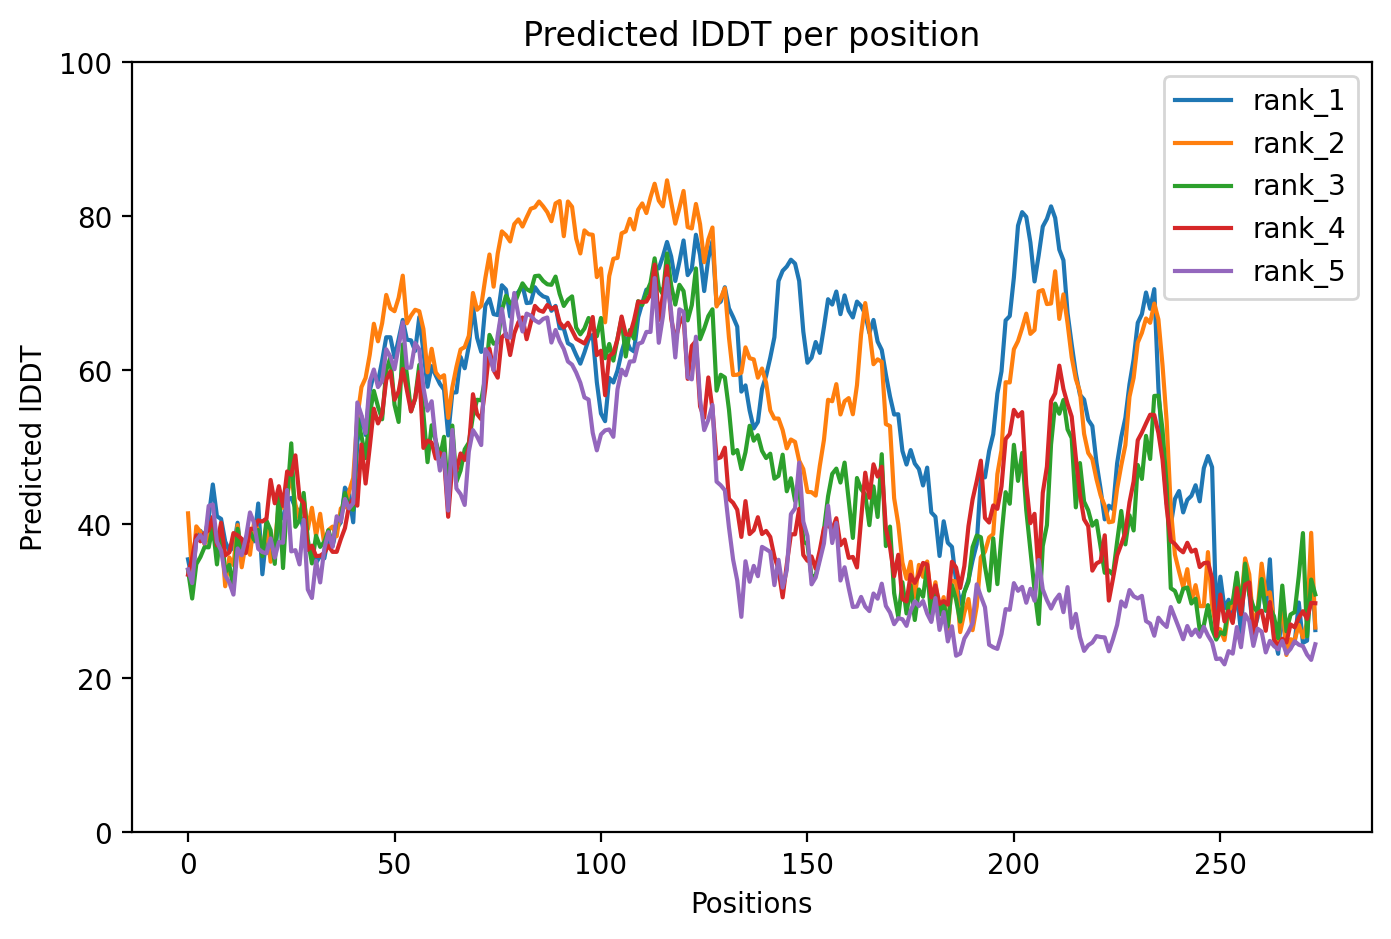 Predicted lDDT per position
100
80
60
40
20
0
Predicted lDDT
0 50 100 150 200 250
Positions
rank_1
rank_2
rank_3
rank_4
rank_5